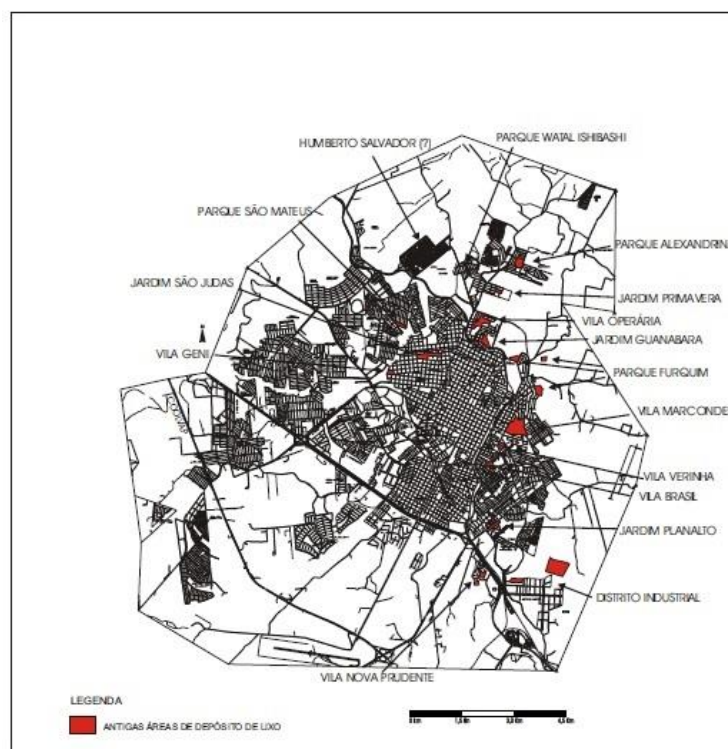 PARQUE WATAL ISHIBASHI
HUMBERTO SALVADOR (?)
PARQUE SÃO MATEUS
PARQUE ALEXANDRINA
JARDIM SÃO JUDAS
JARDIM PRIMAVERA
VILA OPERÁRIA
N
JARDIM GUANABARA
VILA GENI
PARQUE FURQUIM
VILA MARCONDE
VILA VERINHA
VILA BRASIL
JARDIM PLANALTO
DISTRITO INDUSTRIAL
VILA NOVA PRUDENTE
LEGENDA
ANTIGAS ÁREAS DE DEPÓSITO DE LIXO